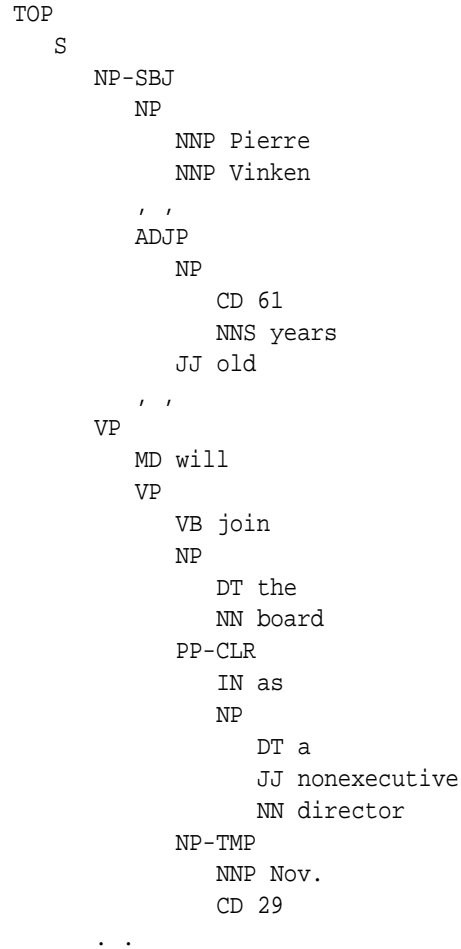 TOP
S
NP-SBJ
NP
NNP Pierre
NNP Vinken
, ,
ADJP
NP
CD 61
NNS years
JJ old
, ,
VP
MD will
VP
VB join
NP
DT the
NN board
PP-CLR
IN as
NP
DT a
JJ nonexecutive
NN director
NP-TMP
NNP Nov.
CD 29
. .